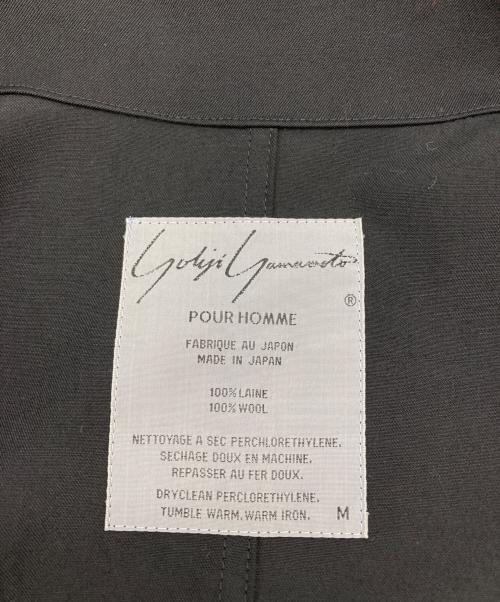 Yohji Yamamoto
®
POUR HOMME
FABRIQUE AU JAPON
MADE IN JAPAN
100% LAINE
100% WOOL
NETTOYAGE A SEC PERCHLORETHYLENE.
SECHAGE DOUX EN MACHINE.
REPASSER AU FER DOUX.
DRYCLEAN PERCLORETHYLENE.
TUMBLE WARM. WARM IRON. M